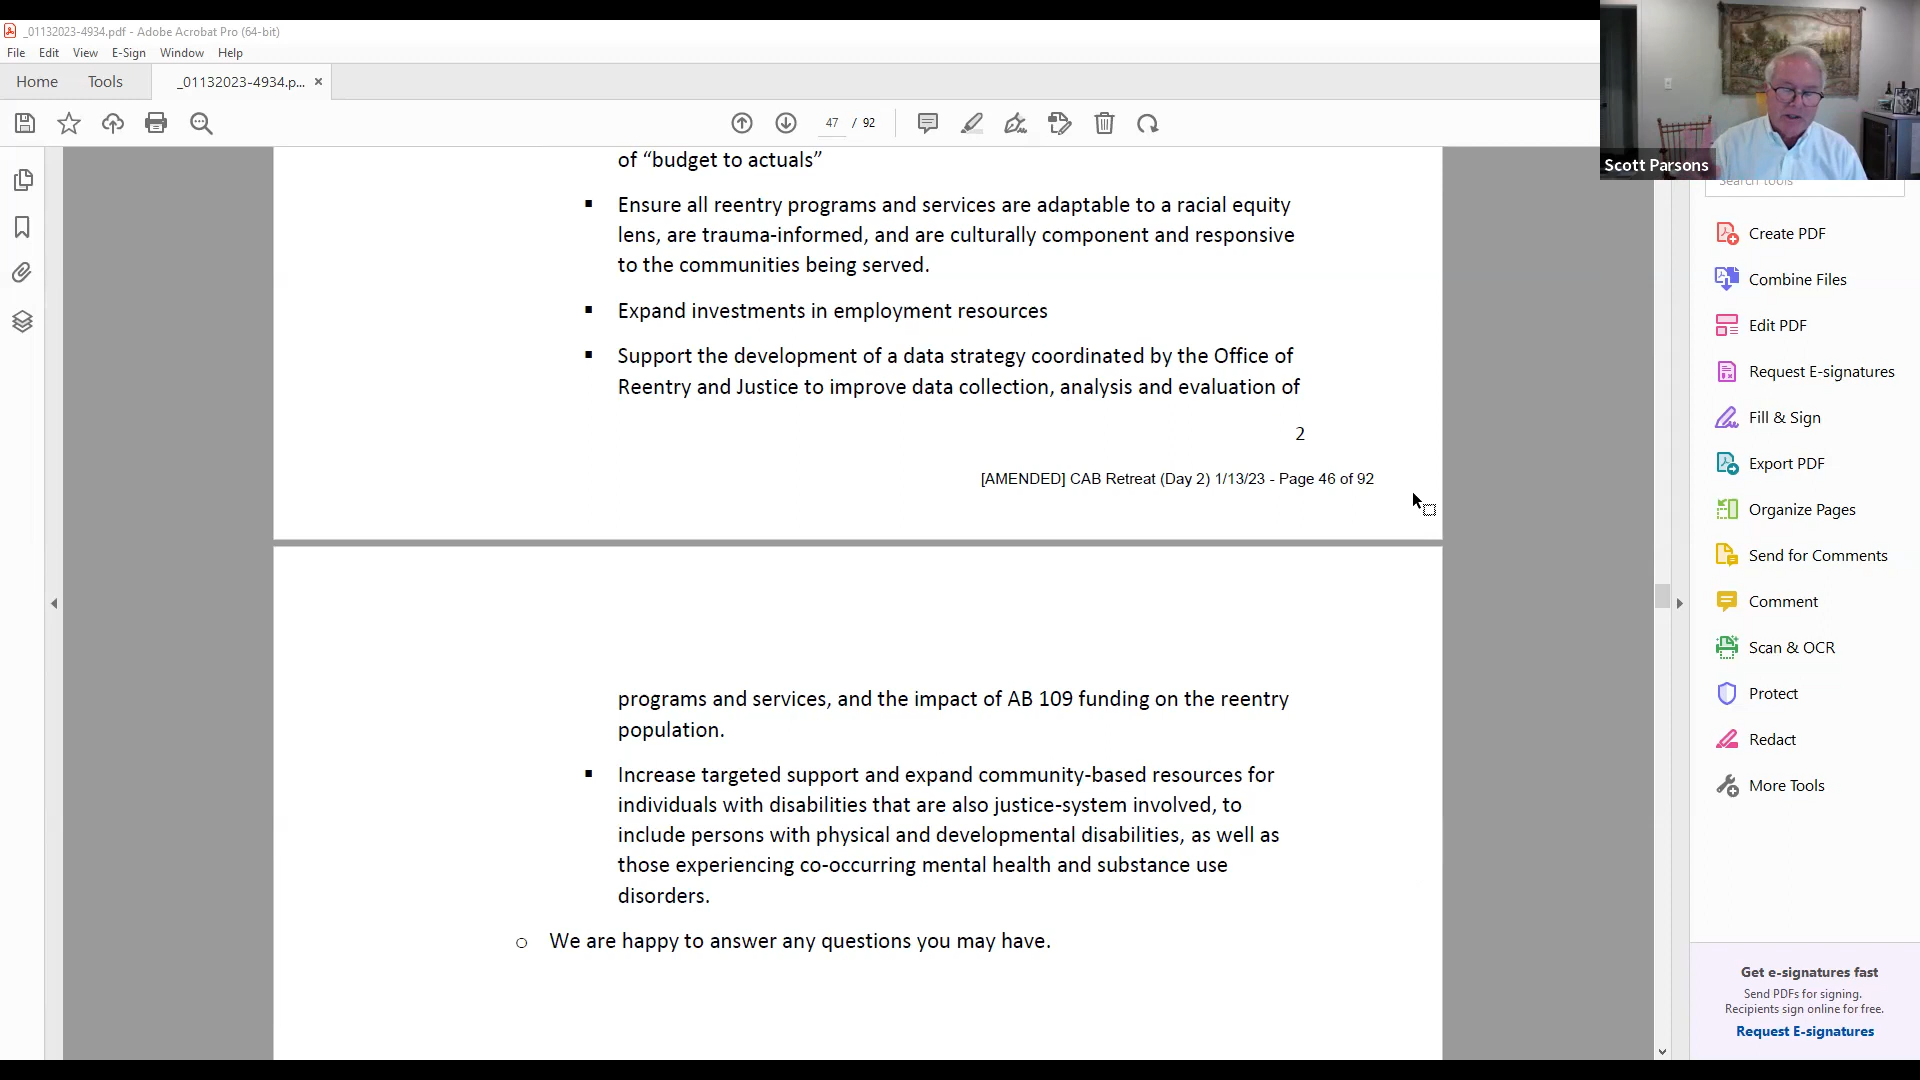 _01132023-4934.pdf - Adobe Acrobat Pro (64-bit)
File Edit View E-Sign Window Help
Home Tools _01132023-4934.p... ×
47 / 92
of “budget to actuals”
▪ Ensure all reentry programs and services are adaptable to a racial equity
lens, are trauma-informed, and are culturally component and responsive
to the communities being served.
▪ Expand investments in employment resources
▪ Support the development of a data strategy coordinated by the Office of
Reentry and Justice to improve data collection, analysis and evaluation of
2
[AMENDED] CAB Retreat (Day 2) 1/13/23 - Page 46 of 92
programs and services, and the impact of AB 109 funding on the reentry
population.
▪ Increase targeted support and expand community-based resources for
individuals with disabilities that are also justice-system involved, to
include persons with physical and developmental disabilities, as well as
those experiencing co-occurring mental health and substance use
disorders.
o We are happy to answer any questions you may have.
Scott Parsons
Search tools
Create PDF
Combine Files
Edit PDF
Request E-signatures
Fill & Sign
Export PDF
Organize Pages
Send for Comments
Comment
Scan & OCR
Protect
Redact
More Tools
Get e-signatures fast
Send PDFs for signing.
Recipients sign online for free.
Request E-signatures